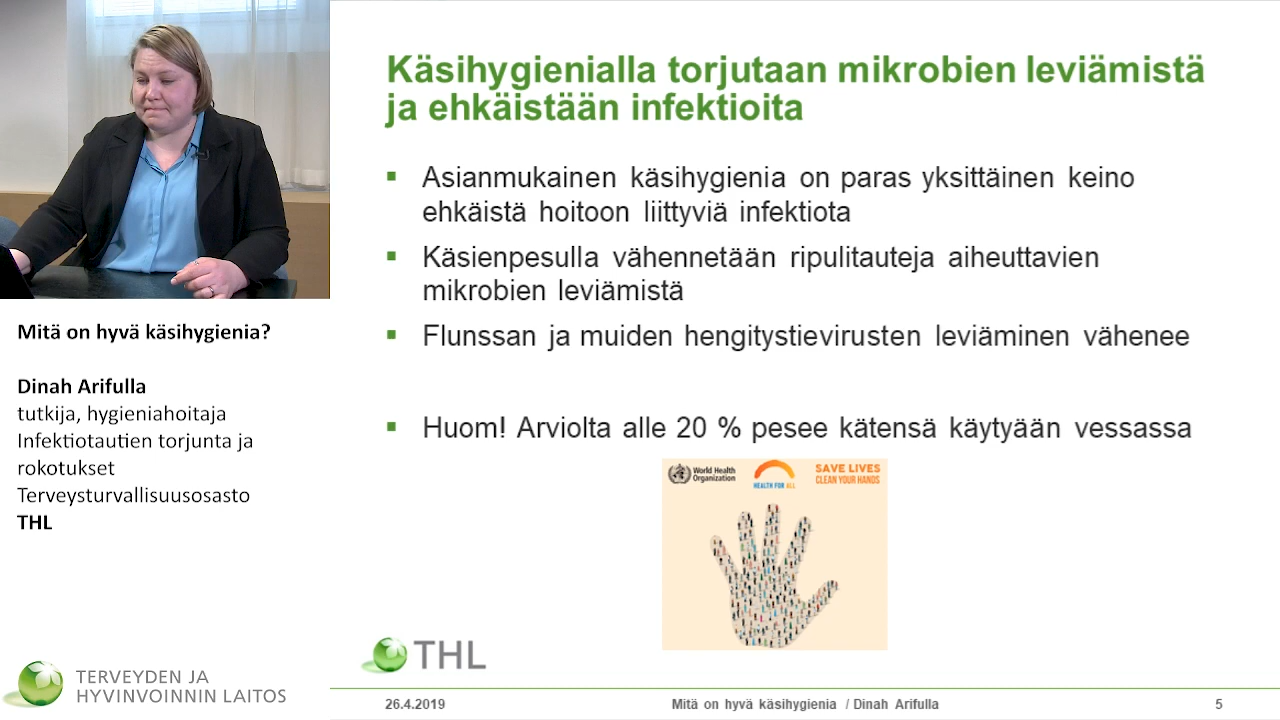 Mitä on hyvä käsihygienia?
Dinah Arifulla
tutkija, hygieniahoitaja
Infektiotautien torjunta ja
rokotukset
Terveysturvallisuusosasto
THL
TERVEYDEN JA
HYVINVOINNIN LAITOS
Käsihygienialla torjutaan mikrobien leviämistä
ja ehkäistään infektioita
▪ Asianmukainen käsihygienia on paras yksittäinen keino
ehkäistä hoitoon liittyviä infektiota
▪ Käsienpesulla vähennetään ripulitauteja aiheuttavien
mikrobien leviämistä
▪ Flunssan ja muiden hengitystievirusten leviäminen vähenee
▪ Huom! Arviolta alle 20 % pesee kätensä käytyään vessassa
World Health
Organization
HEALTH FOR ALL
SAVE LIVES
CLEAN YOUR HANDS
THL
26.4.2019
Mitä on hyvä käsihygienia / Dinah Arifulla
5